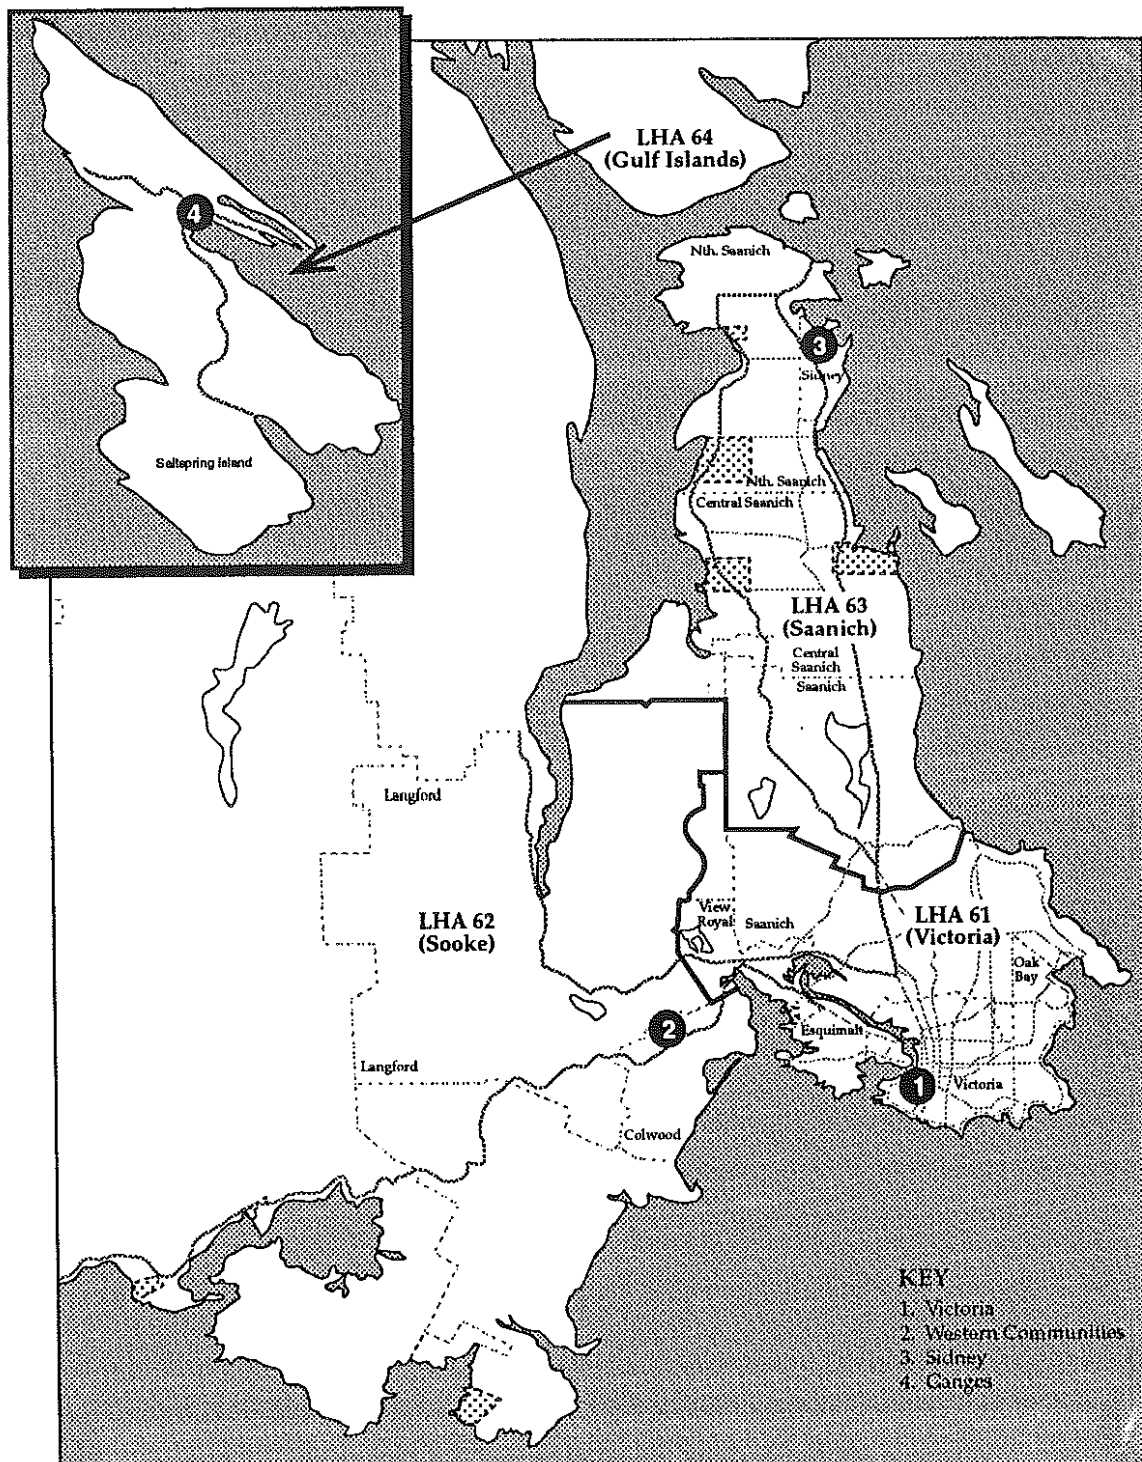 LHA 64
(Gulf Islands)
4
Saltspring Island
Nth. Saanich
3
Sidney
Nth. Saanich
Central Saanich
LHA 63
(Saanich)
Central
Saanich
Saanich
Langford
LHA 62
(Sooke)
View
Royal
Saanich
LHA 61
(Victoria)
Oak
Bay
2
Esquimalt
Langford
1
Victoria
Colwood
KEY
1. Victoria
2. Western Communities
3. Sidney
4. Ganges